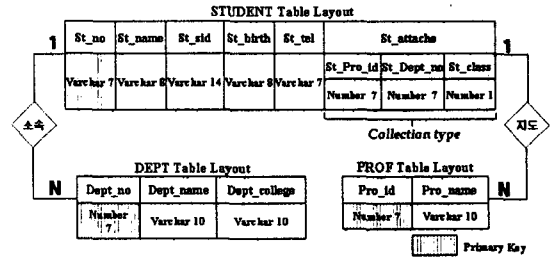 STUDENT Table Layout
1 St_no St_name St_sid St_birth St_tel St_attache 1
St_Pro_id St_Dept_no St_class
Varchar 7 Varchar 8 Varchar 14 Varchar 8 Varchar 7 Number 7 Number 7 Number 1
소속 Collection type 지도
DEPT Table Layout PROF Table Layout
N Dept_no Dept_name Dept_college Pro_id Pro_name N
Number 7 Varchar 10 Varchar 10 Number 7 Varchar 10
Primary Key